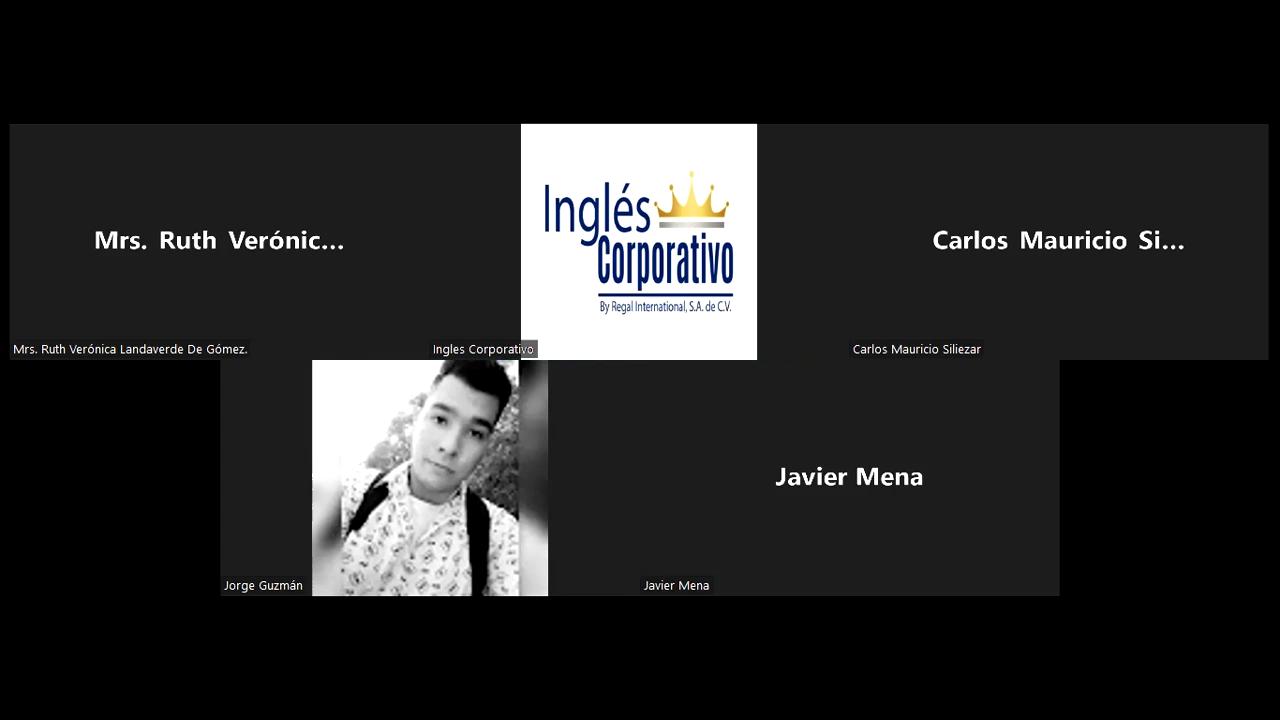 Mrs. Ruth Verónic...
Inglés
Corporativo
By Regal International, S.A. de C.V.
Carlos Mauricio Si...
Mrs. Ruth Verónica Landaverde De Gómez.
Ingles Corporativo
Carlos Mauricio Siliezar
Javier Mena
Jorge Guzmán
Javier Mena